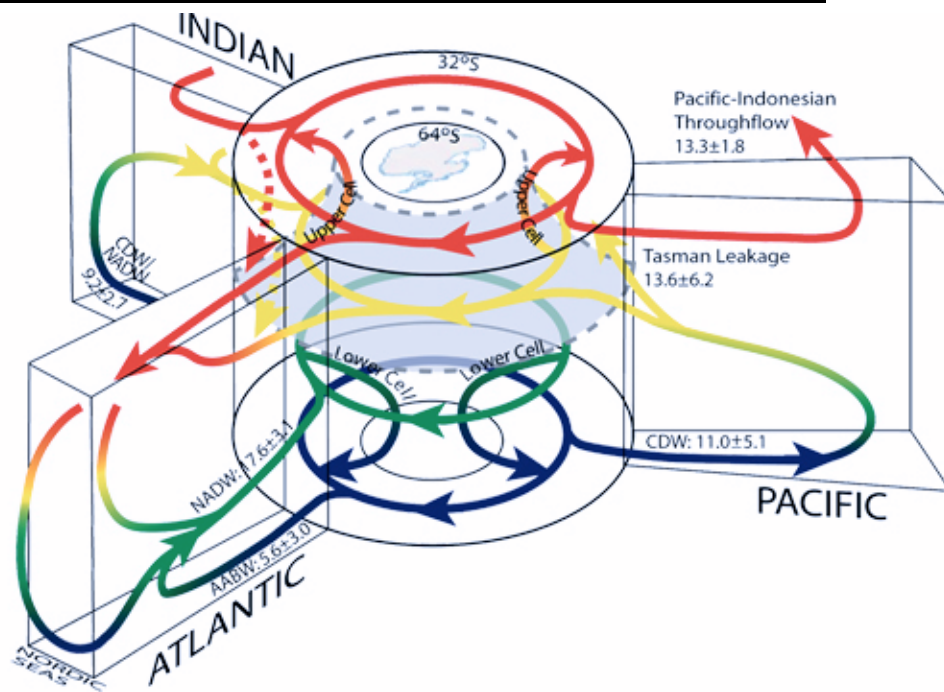 INDIAN
32°S
64°S
Pacific-Indonesian
Throughflow
13.3±1.8
Upper Cell
Upper Cell
Tasman Leakage
13.6±6.2
CDW/
NADW
9.2±2.7
Lower Cell
Lower Cell
NADW: 17.6±3.1
CDW: 11.0±5.1
PACIFIC
AABW: 5.6±3.0
ATLANTIC
NORDIC
SEAS